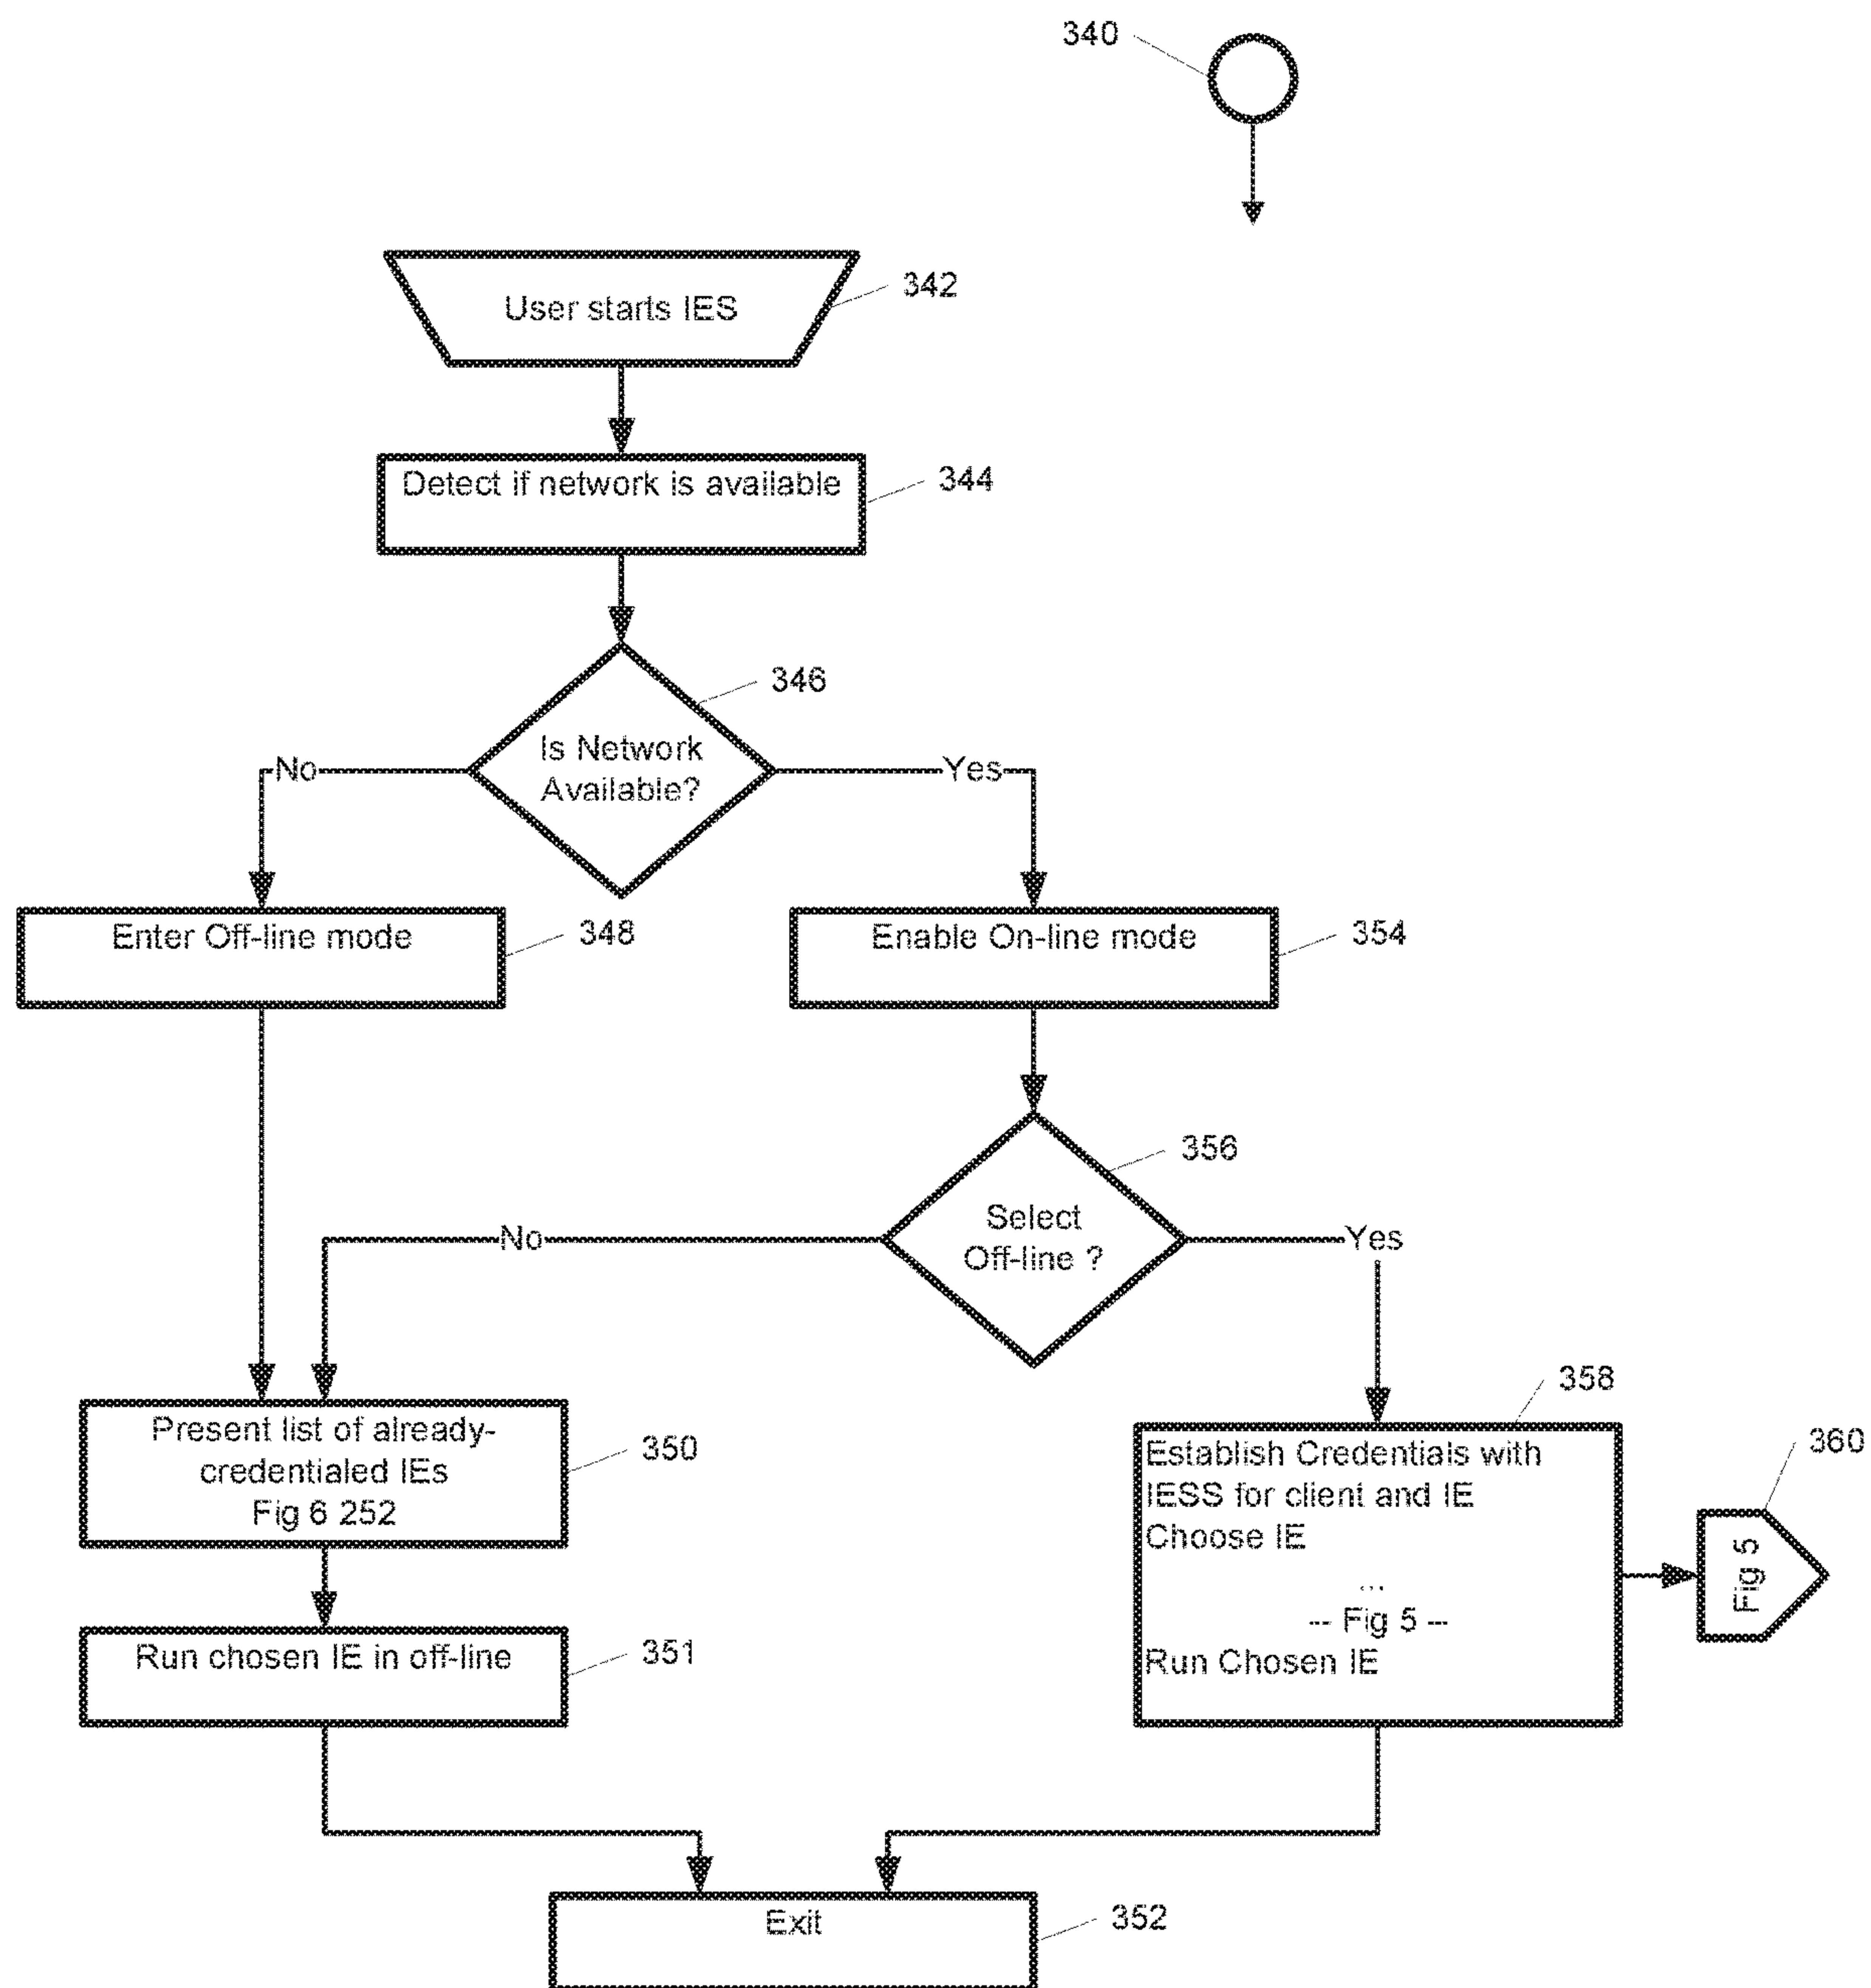 340
User starts IES
342
Detect if network is available
344
346
Is Network
Available?
No
Yes
Enter Off-line mode
348
Enable On-line mode
354
356
Select
Off-line ?
No
Yes
358
Present list of already-
credentialed IEs
Fig 6 252
350
Establish Credentials with
IESS for client and IE
Choose IE
...
-- Fig 5 --
Run Chosen IE
360
Fig 5
Run chosen IE in off-line
351
Exit
352